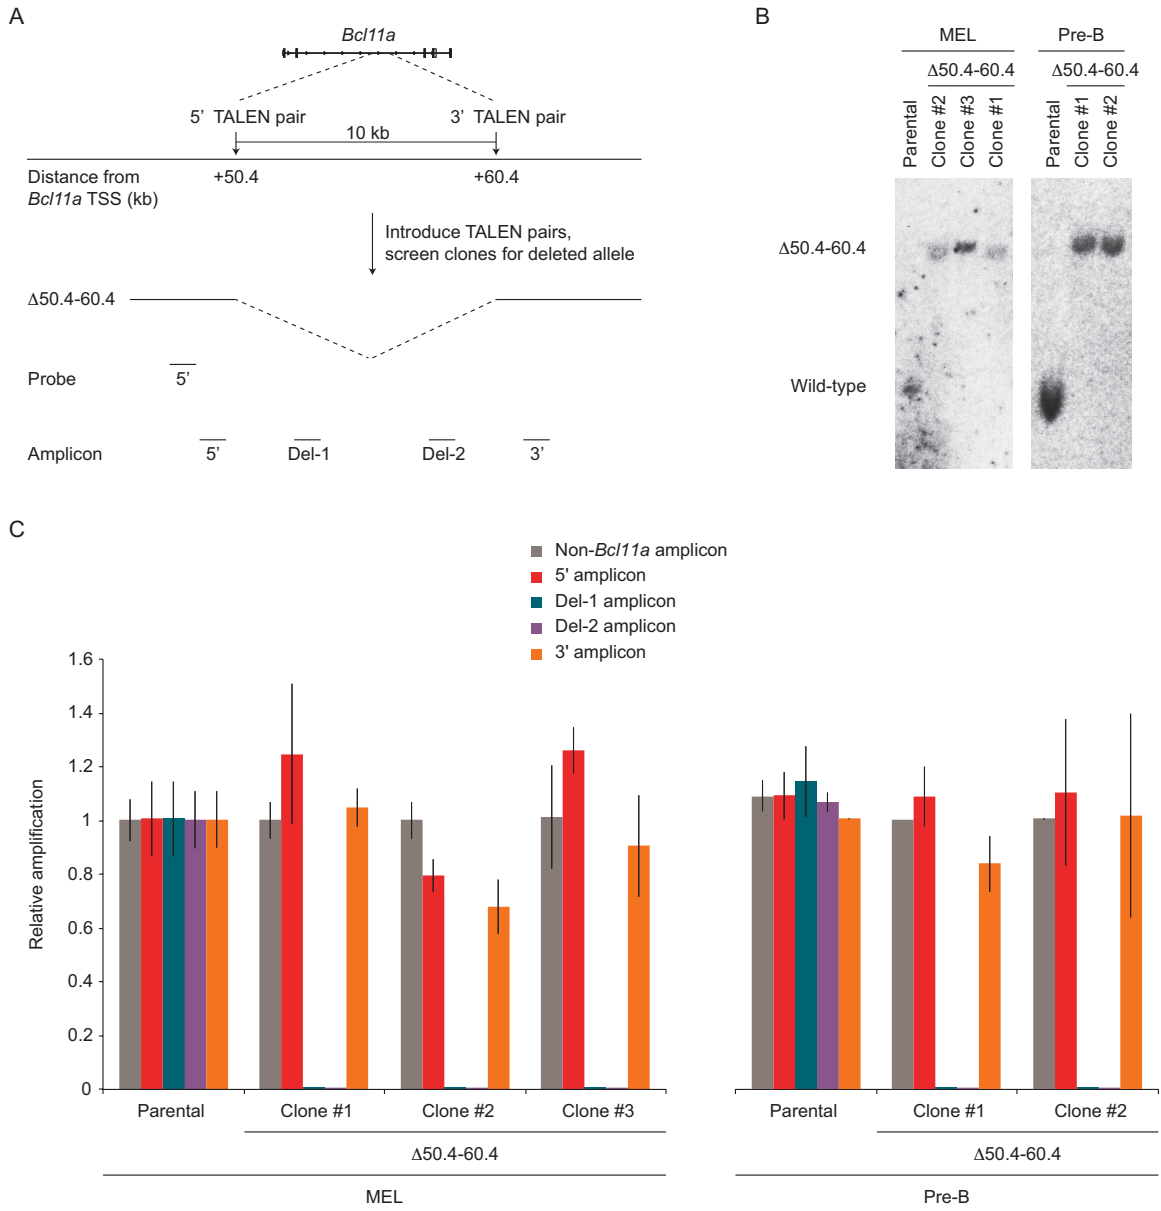 A
Bcl11a
5’ TALEN pair
3’ TALEN pair
10 kb
Distance from
Bcl11a TSS (kb)
+50.4
+60.4
Introduce TALEN pairs,
screen clones for deleted allele
Δ50.4-60.4
Probe
5’
Amplicon
5’
Del-1
Del-2
3’
B
MEL
Pre-B
Δ50.4-60.4
Δ50.4-60.4
Parental
Clone #2
Clone #3
Clone #1
Parental
Clone #1
Clone #2
Δ50.4-60.4
Wild-type
C
Non-Bcl11a amplicon
5' amplicon
Del-1 amplicon
Del-2 amplicon
3' amplicon
Relative amplification
1.6
1.4
1.2
1
0.8
0.6
0.4
0.2
0
Parental
Clone #1
Clone #2
Clone #3
Parental
Clone #1
Clone #2
Δ50.4-60.4
Δ50.4-60.4
MEL
Pre-B